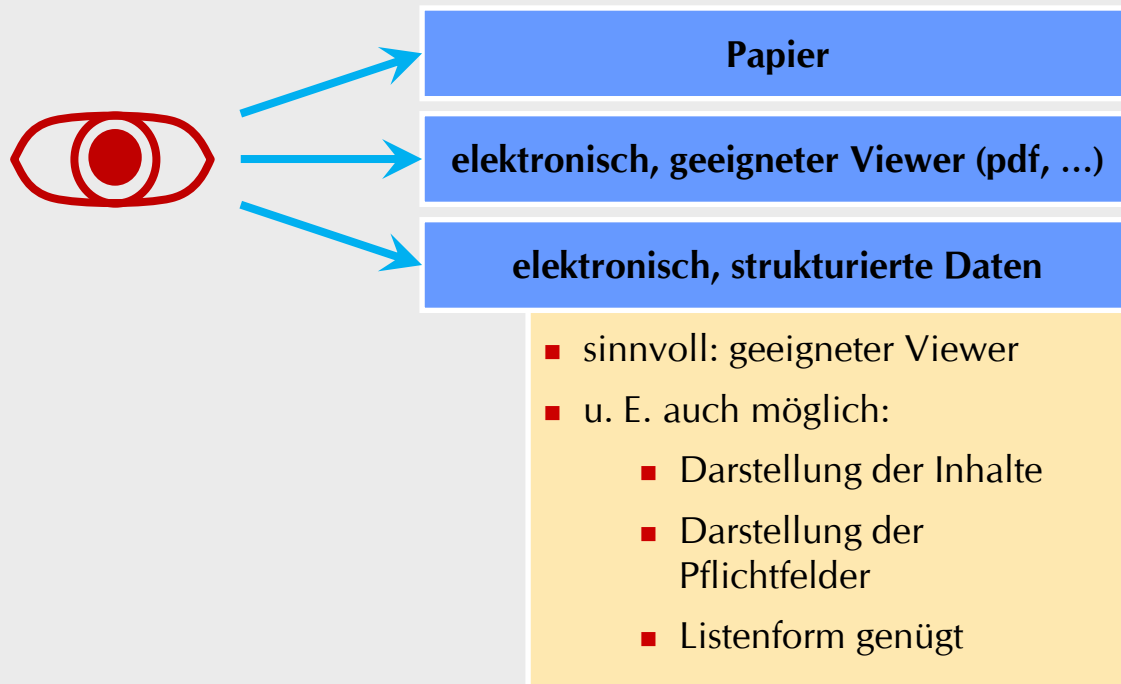 Papier
elektronisch, geeigneter Viewer (pdf, ...)
elektronisch, strukturierte Daten
sinnvoll: geeigneter Viewer
u. E. auch möglich:
Darstellung der Inhalte
Darstellung der
Pflichtfelder
Listenform genügt